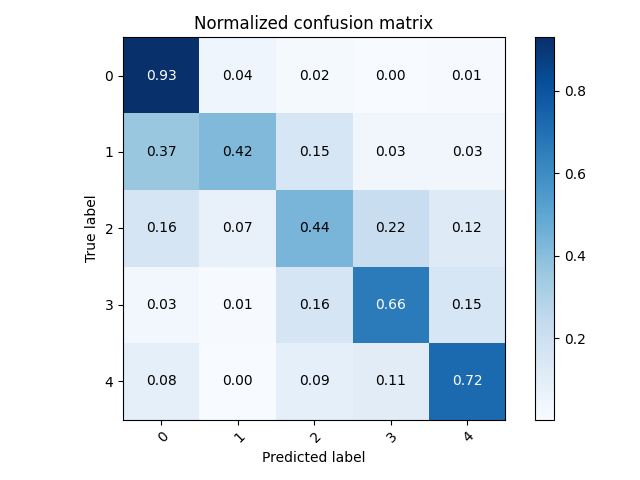 Normalized confusion matrix
True label
0 0.93 0.04 0.02 0.00 0.01
1 0.37 0.42 0.15 0.03 0.03
2 0.16 0.07 0.44 0.22 0.12
3 0.03 0.01 0.16 0.66 0.15
4 0.08 0.00 0.09 0.11 0.72
0 1 2 3 4
Predicted label
0.8
0.6
0.4
0.2